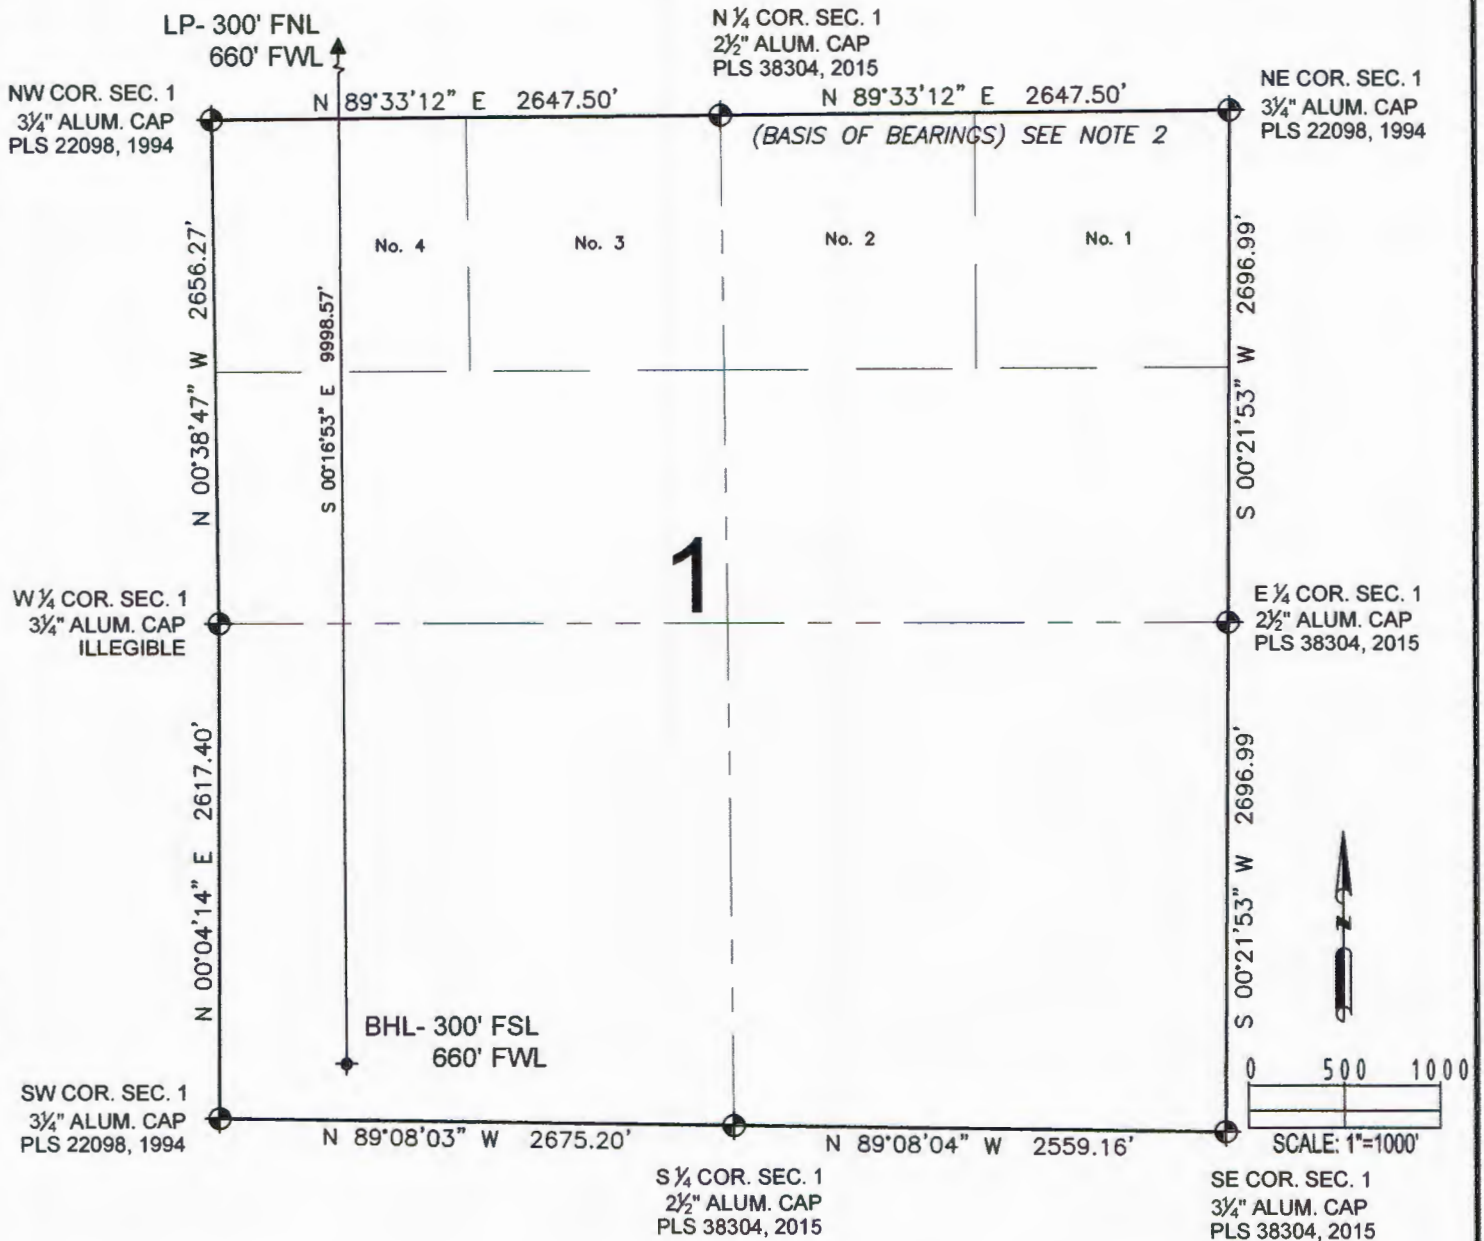 LP- 300' FNL
660' FWL
N ¼ COR. SEC. 1
2½" ALUM. CAP
PLS 38304, 2015
NW COR. SEC. 1
3¼" ALUM. CAP
PLS 22098, 1994
N 89°33'12" E 2647.50'
N 89°33'12" E 2647.50'
(BASIS OF BEARINGS) SEE NOTE 2
NE COR. SEC. 1
3¼" ALUM. CAP
PLS 22098, 1994
No. 4
No. 3
No. 2
No. 1
N 00°38'47" W 2656.27'
S 00°16'53" E 9998.57'
S 00°21'53" W 2696.99'
1
W ¼ COR. SEC. 1
3¼" ALUM. CAP
ILLEGIBLE
E ¼ COR. SEC. 1
2½" ALUM. CAP
PLS 38304, 2015
N 00°04'14" E 2617.40'
S 00°21'53" W 2696.99'
N
BHL- 300' FSL
660' FWL
0 500 1000
SCALE: 1"=1000'
SW COR. SEC. 1
3¼" ALUM. CAP
PLS 22098, 1994
N 89°08'03" W 2675.20'
N 89°08'04" W 2559.16'
S ¼ COR. SEC. 1
2½" ALUM. CAP
PLS 38304, 2015
SE COR. SEC. 1
3¼" ALUM. CAP
PLS 38304, 2015